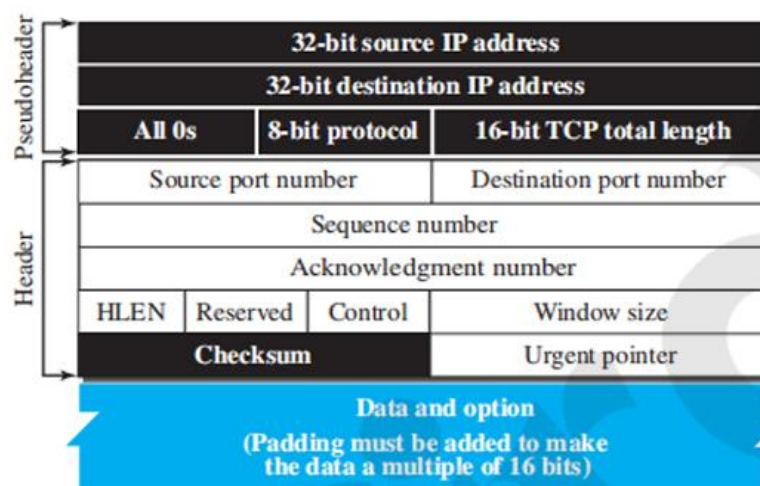 Pseudoheader
32-bit source IP address
32-bit destination IP address
All 0s 8-bit protocol 16-bit TCP total length
Header
Source port number Destination port number
Sequence number
Acknowledgment number
HLEN Reserved Control Window size
Checksum Urgent pointer
Data and option
(Padding must be added to make
the data a multiple of 16 bits)